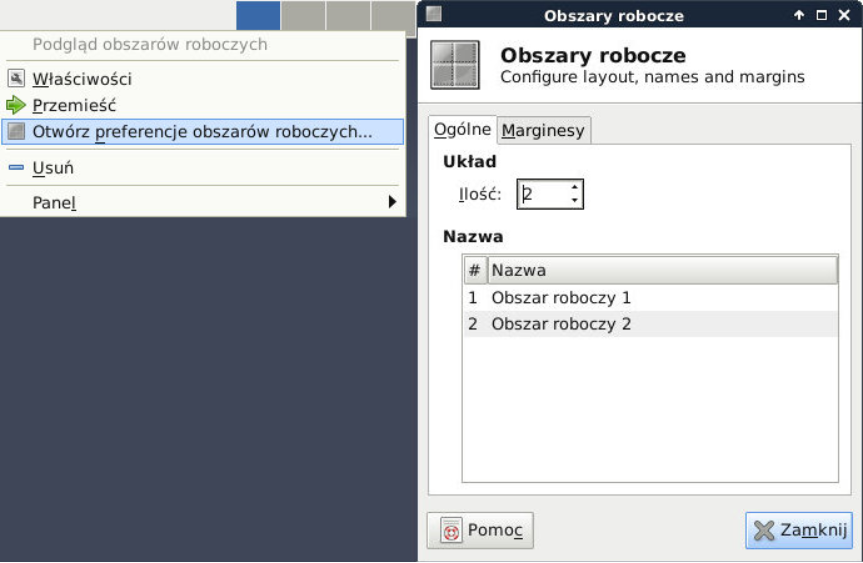 Podgląd obszarów roboczych
Właściwości
Przemieść
Otwórz preferencje obszarów roboczych...
Usuń
Panel
Obszary robocze
Obszary robocze
Configure layout, names and margins
Ogólne Marginesy
Układ
Ilość: 2
Nazwa
# Nazwa
1 Obszar roboczy 1
2 Obszar roboczy 2
Pomoc Zamknij